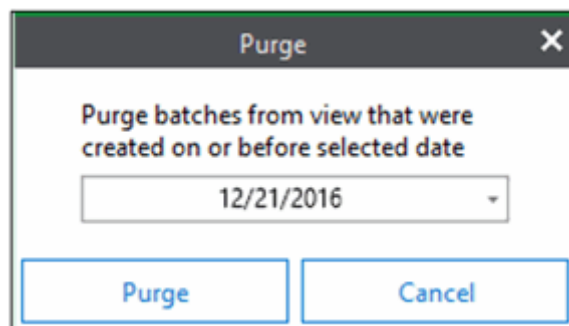 Purge
Purge batches from view that were
created on or before selected date
12/21/2016
Purge
Cancel